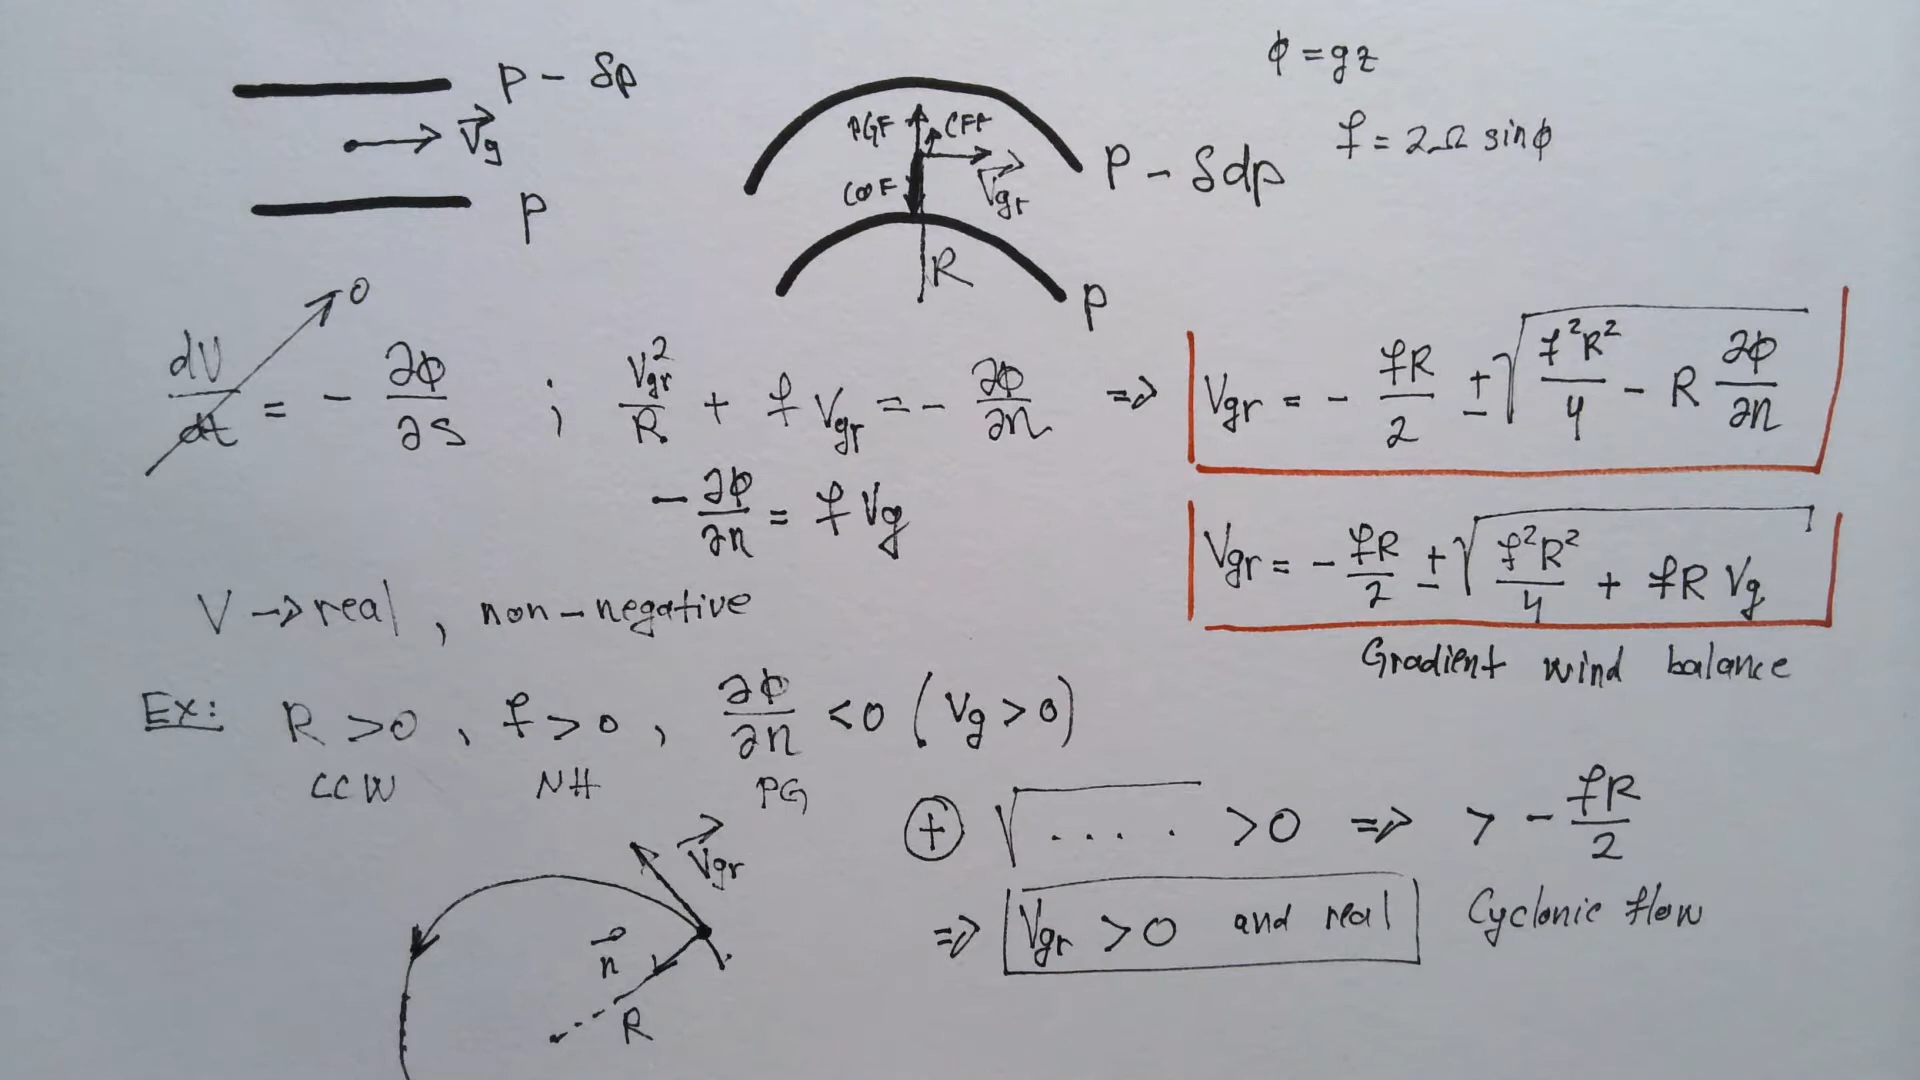 p - δp
V⃗g
p
PGF CFF
COF V⃗gr
P - δdp
R
p
ϕ = gz
f = 2Ω sinϕ
dV/dt → 0 = - ∂ϕ/∂s ; Vgr²/R + f Vgr = - ∂ϕ/∂n ⇒ Vgr = - fR/2 ± √(f²R²/4 - R ∂ϕ/∂n)
- ∂ϕ/∂n = f Vg
Vgr = - fR/2 ± √(f²R²/4 + fR Vg)
Gradient wind balance
V → real, non-negative
Ex: R > 0, f > 0, ∂ϕ/∂n < 0 (Vg > 0)
CCW NH PG
⊕ √.... > 0 ⇒ > - fR/2
⇒ Vgr > 0 and real Cyclonic flow
V⃗gr
n⃗
R